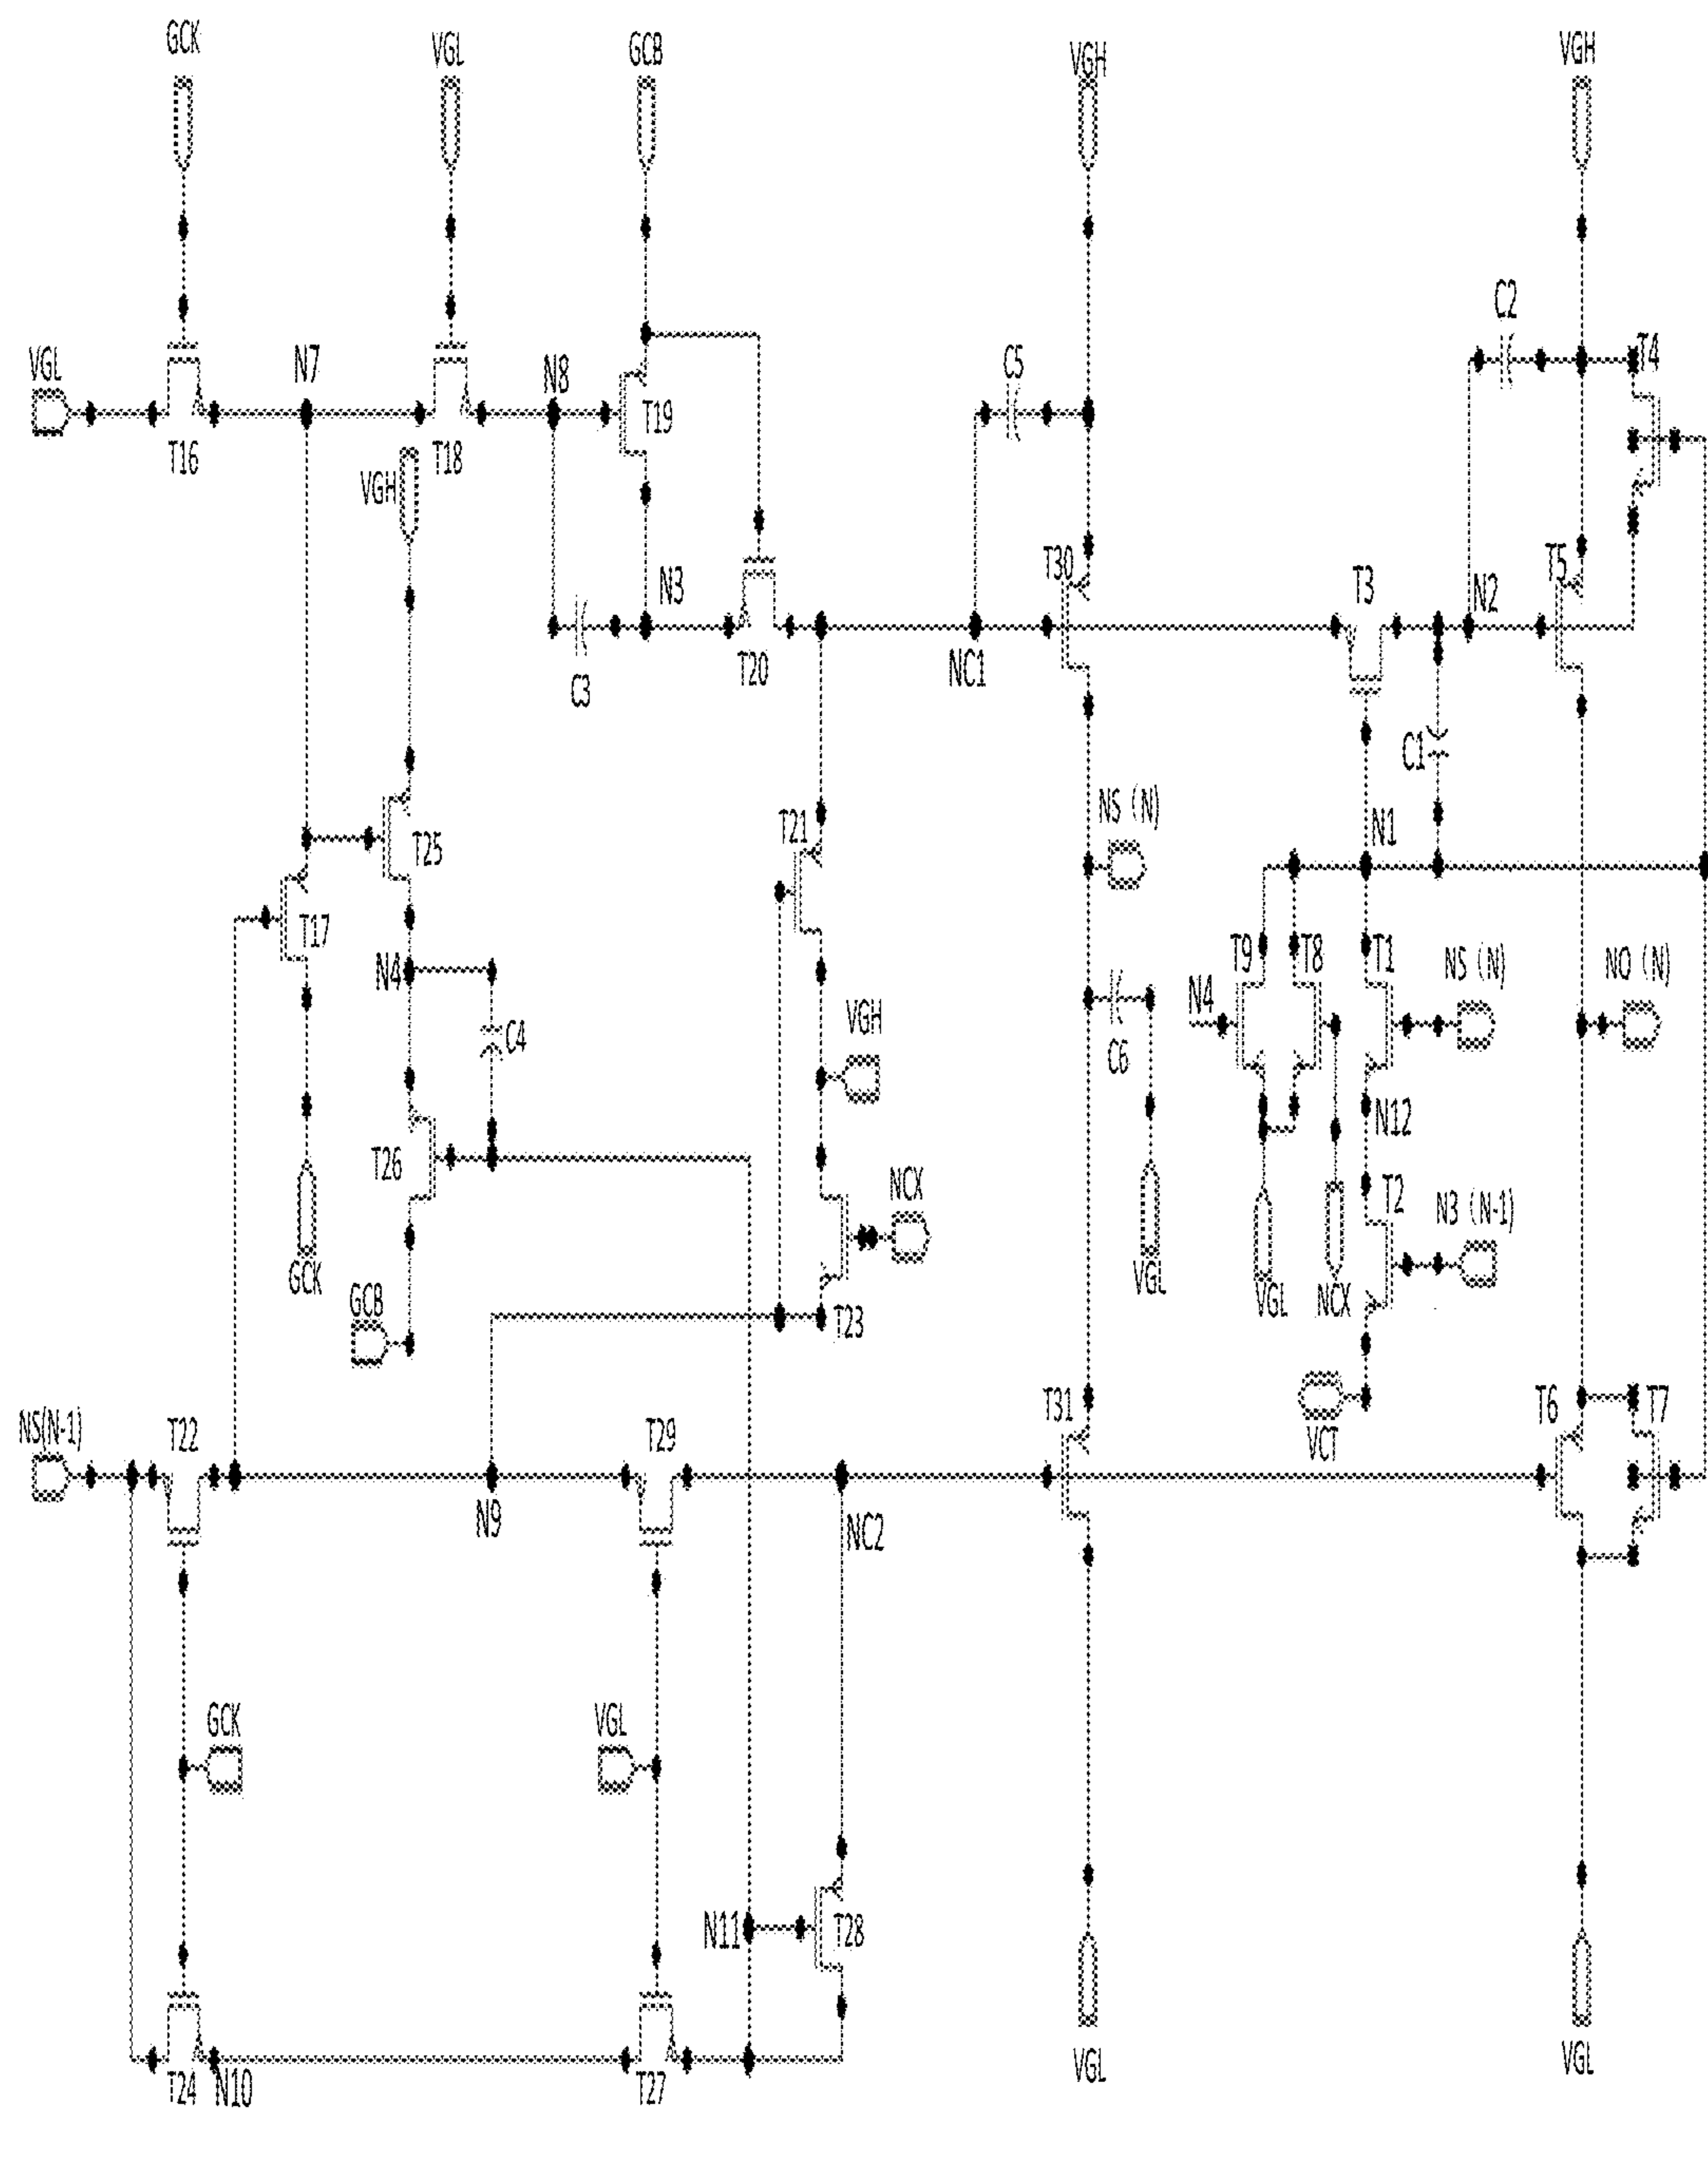 GCK
VGL
GCB
VGH
VGH
C2
VGL
N7
N8
C5
T4
T19
T16
T18
VGH
T30
T3
N2
T5
N3
NC1
T20
C3
C1
NS (N)
T21
N1
T25
T17
N4
T9
T8
T1
NS (N)
NO (N)
N4
VGH
C4
C6
N12
T26
NCX
T2
N3 (N-1)
GCK
VGL
VGL
NCX
GCB
T23
NS(N-1)
T22
T29
T31
VCT
T6
T7
N9
NC2
GCK
VGL
N11
T28
VGL
VGL
T24
N10
T27